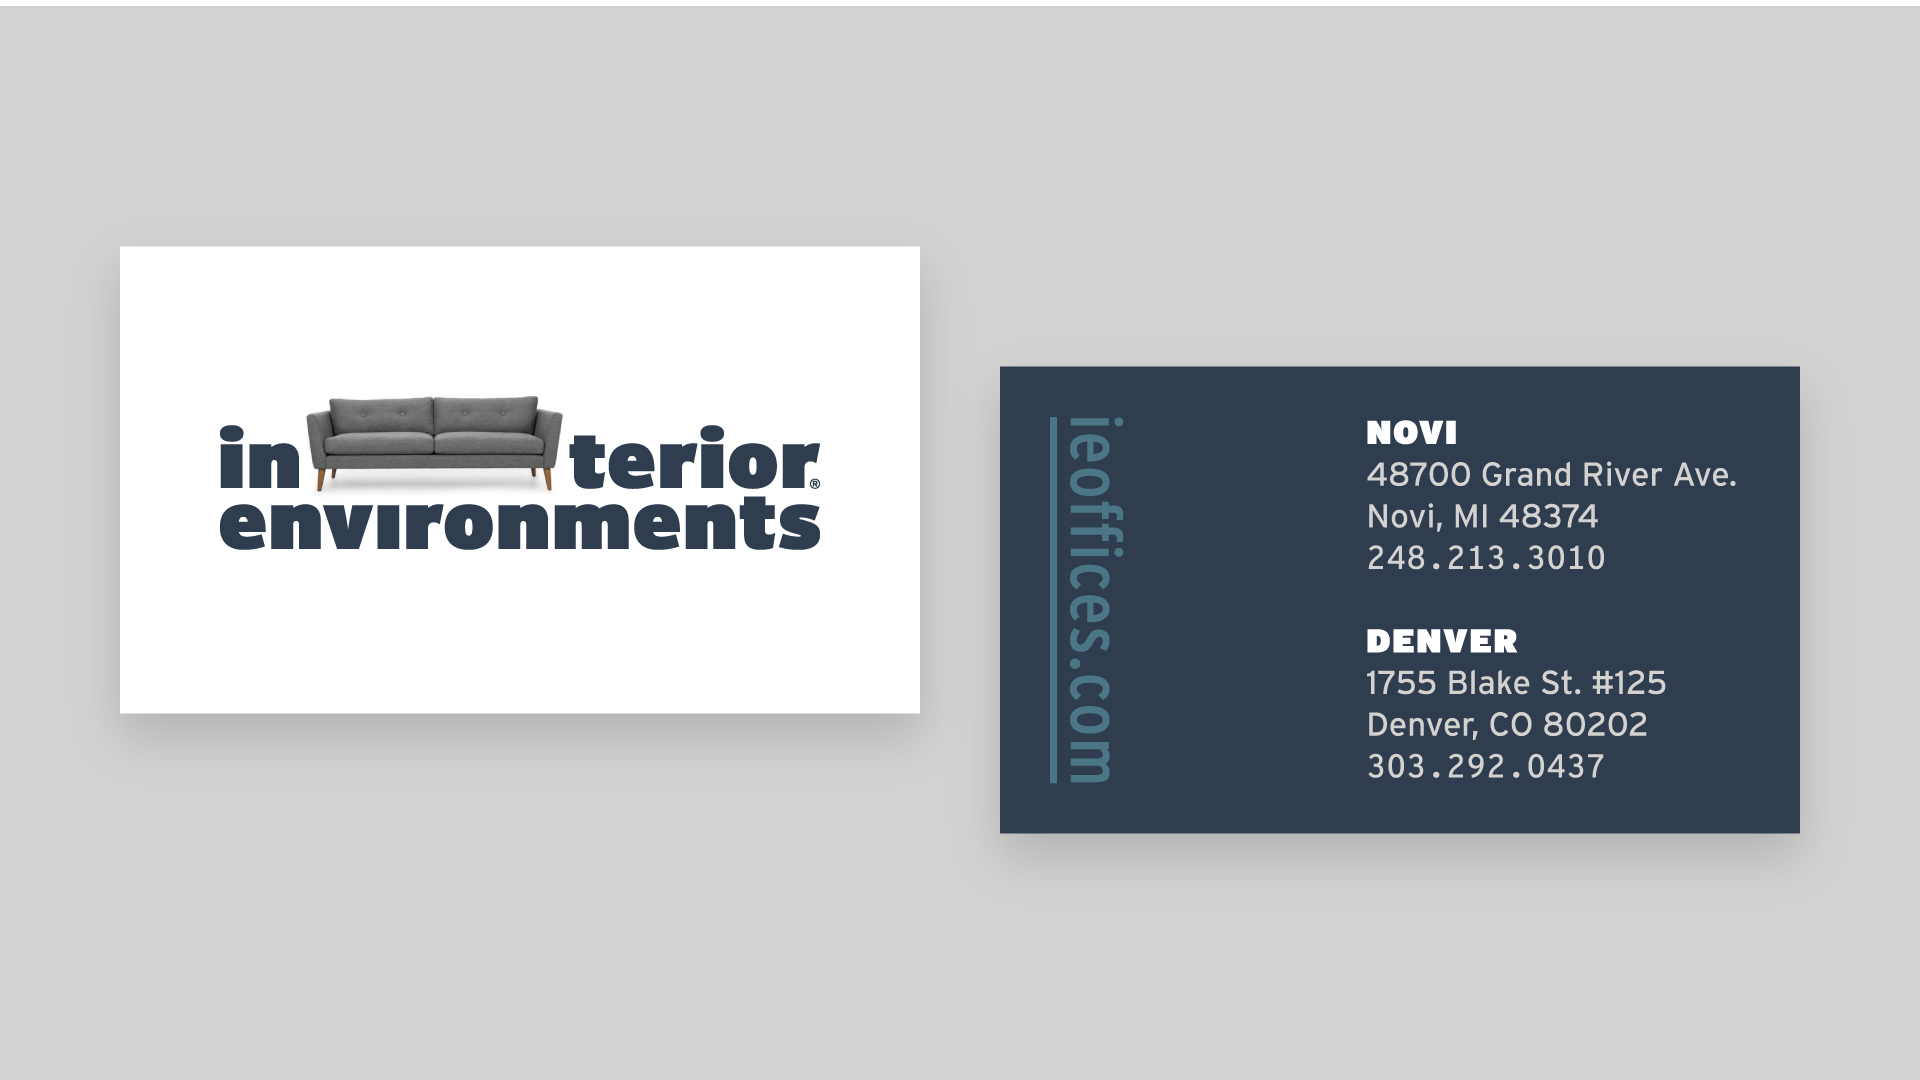 in terior®
environments
ieoffices.com
NOVI
48700 Grand River Ave.
Novi, MI 48374
248.213.3010
DENVER
1755 Blake St. #125
Denver, CO 80202
303.292.0437